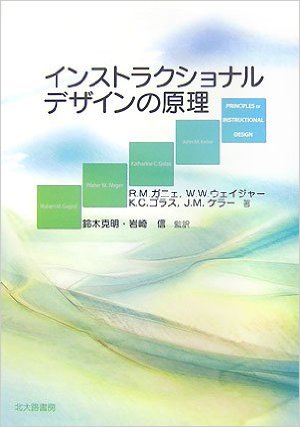 インストラクショナル
デザインの原理
PRINCIPLES OF
INSTRUCTIONAL
DESIGN
John M. Keller
Katharine C. Golas
Walter W. Wager
Robert M. Gagné
R.M.ガニェ, W.W.ウェイジャー
K.C.ゴラス, J.M.ケラー 著
鈴木克明・岩崎 信 監訳
北大路書房